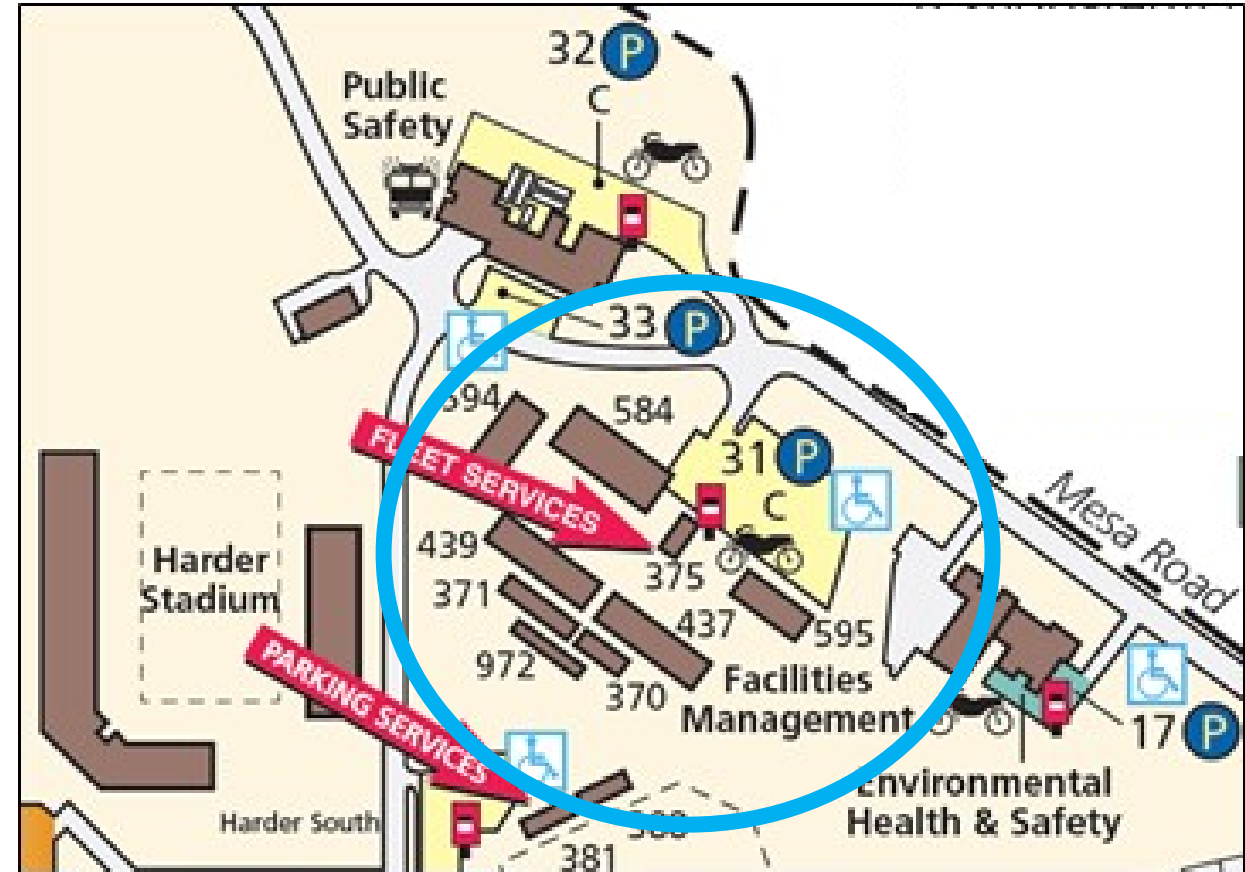 32 P
Public
Safety
C
33 P
594
584
31 P
C
FLEET SERVICES
Mesa Road
439
375
Harder
Stadium
371
437
595
972
370
Facilities
Management
PARKING SERVICES
17 P
Environmental
Health & Safety
Harder South
381